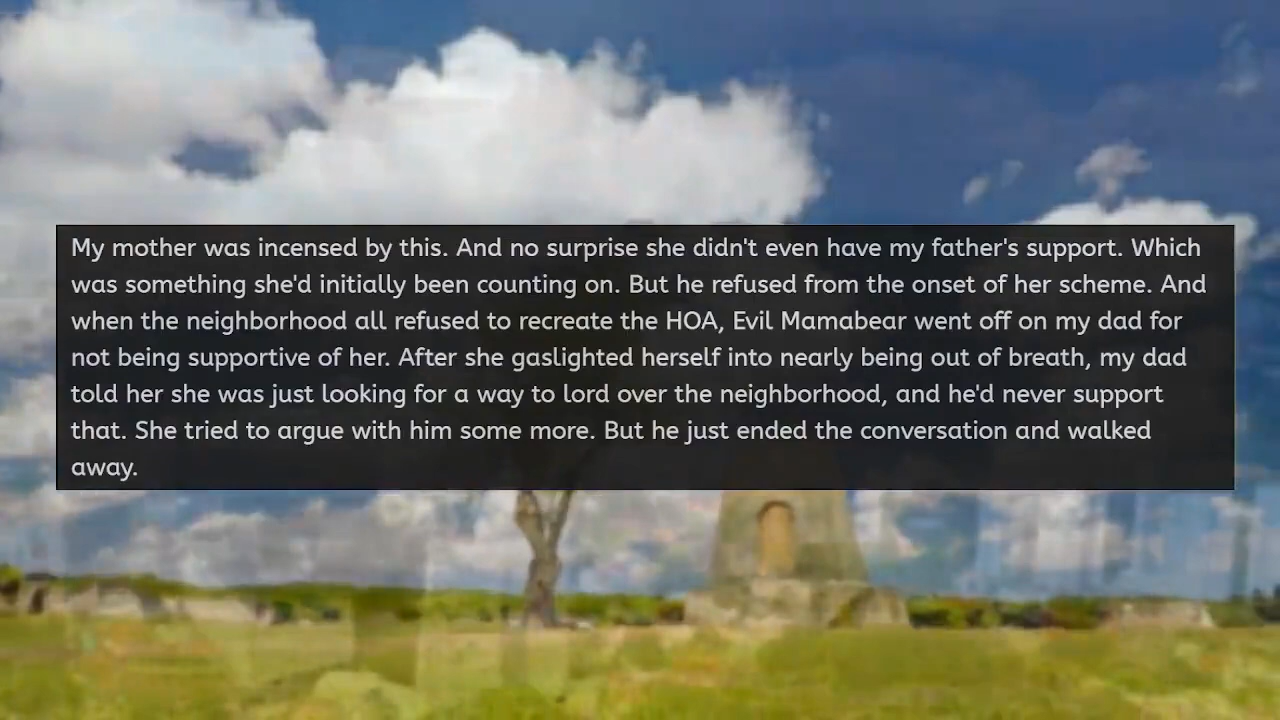 My mother was incensed by this. And no surprise she didn't even have my father's support. Which
was something she'd initially been counting on. But he refused from the onset of her scheme. And
when the neighborhood all refused to recreate the HOA, Evil Mamabear went off on my dad for
not being supportive of her. After she gaslighted herself into nearly being out of breath, my dad
told her she was just looking for a way to lord over the neighborhood, and he'd never support
that. She tried to argue with him some more. But he just ended the conversation and walked
away.